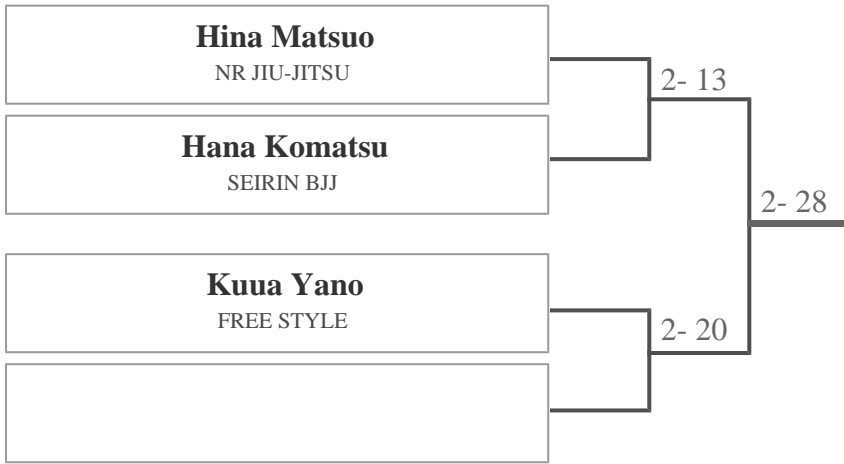 Hina Matsuo
NR JIU-JITSU
2- 13
Hana Komatsu
SEIRIN BJJ
2- 28
Kuua Yano
FREE STYLE
2- 20